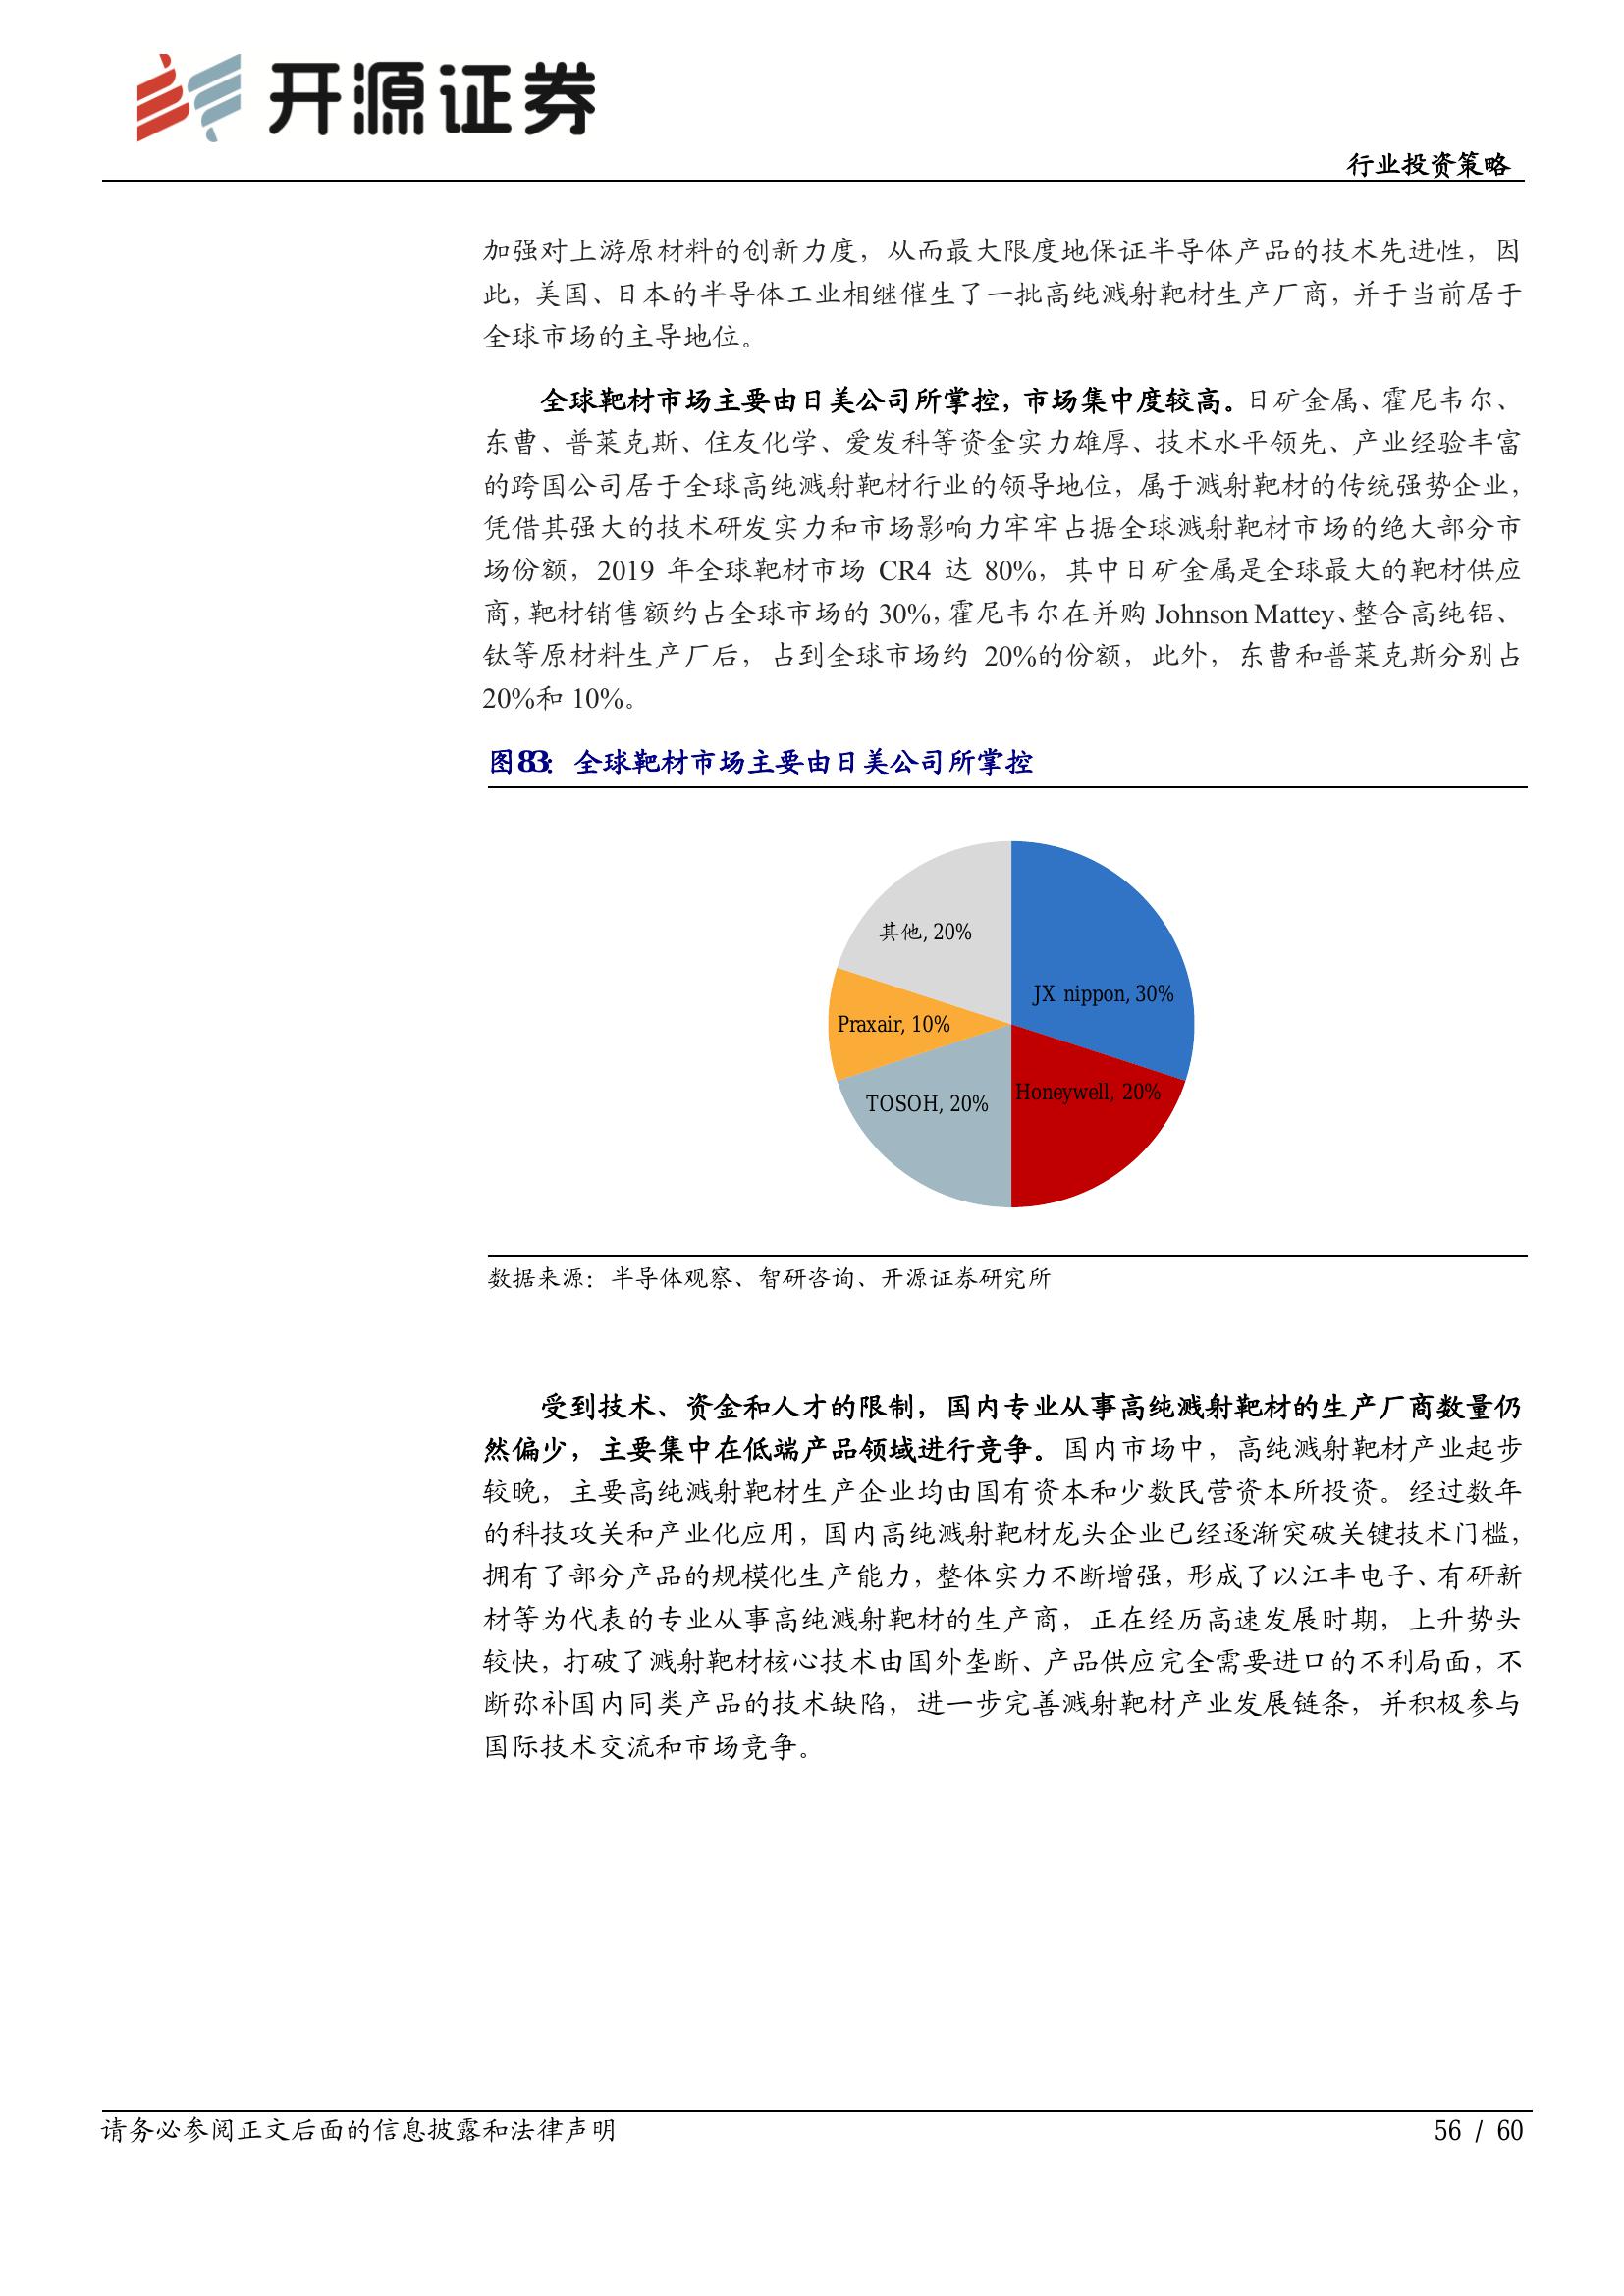 开源证券
行业投资策略
加强对上游原材料的创新力度，从而最大限度地保证半导体产品的技术先进性，因
此，美国、日本的半导体工业相继催生了一批高纯溅射靶材生产厂商，并于当前居于
全球市场的主导地位。
全球靶材市场主要由日美公司所掌控，市场集中度较高。日矿金属、霍尼韦尔、
东曹、普莱克斯、住友化学、爱发科等资金实力雄厚、技术水平领先、产业经验丰富
的跨国公司居于全球高纯溅射靶材行业的领导地位，属于溅射靶材的传统强势企业，
凭借其强大的技术研发实力和市场影响力牢牢占据全球溅射靶材市场的绝大部分市
场份额，2019 年全球靶材市场 CR4 达 80%，其中日矿金属是全球最大的靶材供应
商，靶材销售额约占全球市场的 30%，霍尼韦尔在并购 Johnson Mattey、整合高纯铝、
钛等原材料生产厂后，占到全球市场约 20%的份额，此外，东曹和普莱克斯分别占
20%和 10%。
图83：全球靶材市场主要由日美公司所掌控
其他, 20%
JX nippon, 30%
Praxair, 10%
Honeywell, 20%
TOSOH, 20%
数据来源：半导体观察、智研咨询、开源证券研究所
受到技术、资金和人才的限制，国内专业从事高纯溅射靶材的生产厂商数量仍
然偏少，主要集中在低端产品领域进行竞争。国内市场中，高纯溅射靶材产业起步
较晚，主要高纯溅射靶材生产企业均由国有资本和少数民营资本所投资。经过数年
的科技攻关和产业化应用，国内高纯溅射靶材龙头企业已经逐渐突破关键技术门槛，
拥有了部分产品的规模化生产能力，整体实力不断增强，形成了以江丰电子、有研新
材等为代表的专业从事高纯溅射靶材的生产商，正在经历高速发展时期，上升势头
较快，打破了溅射靶材核心技术由国外垄断、产品供应完全需要进口的不利局面，不
断弥补国内同类产品的技术缺陷，进一步完善溅射靶材产业发展链条，并积极参与
国际技术交流和市场竞争。
请务必参阅正文后面的信息披露和法律声明
56 / 60